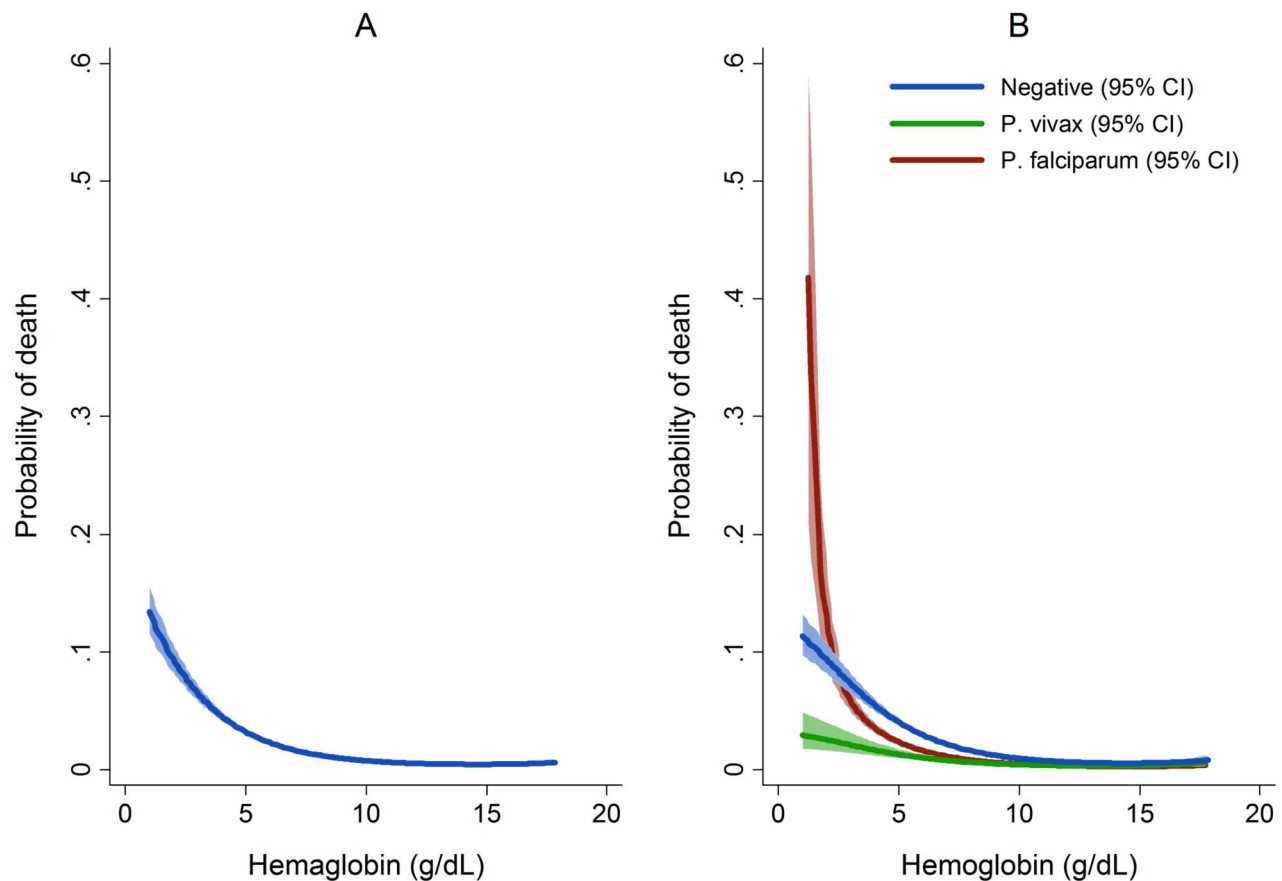 A
Probability of death
.6
.5
.4
.3
.2
.1
0
0 5 10 15 20
Hemaglobin (g/dL)
B
Negative (95% CI)
P. vivax (95% CI)
P. falciparum (95% CI)
Probability of death
.6
.5
.4
.3
.2
.1
0
0 5 10 15 20
Hemoglobin (g/dL)